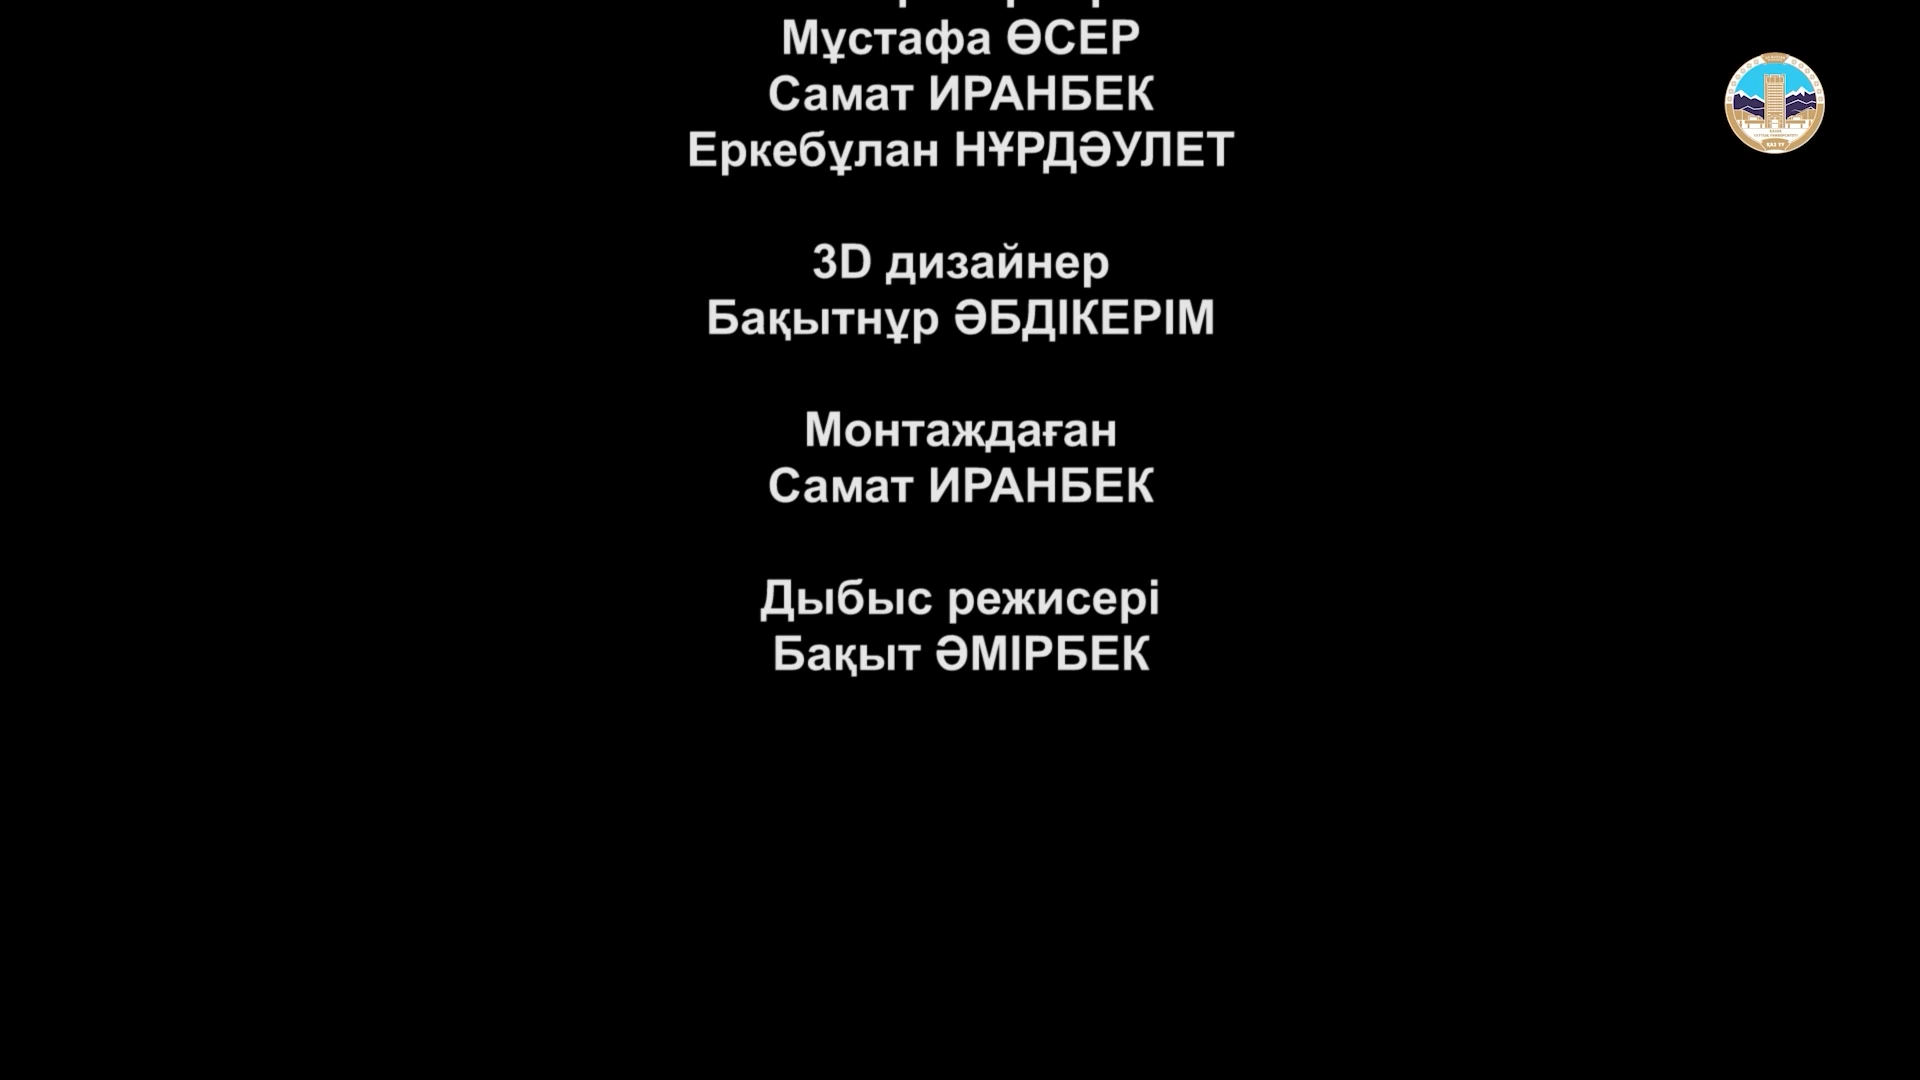 Мұстафа ӨСЕР
Самат ИРАНБЕК
Еркебұлан НҰРДӘУЛЕТ
3D дизайнер
Бақытнұр ӘБДІКЕРІМ
Монтаждаған
Самат ИРАНБЕК
Дыбыс режисері
Бақыт ӘМІРБЕК